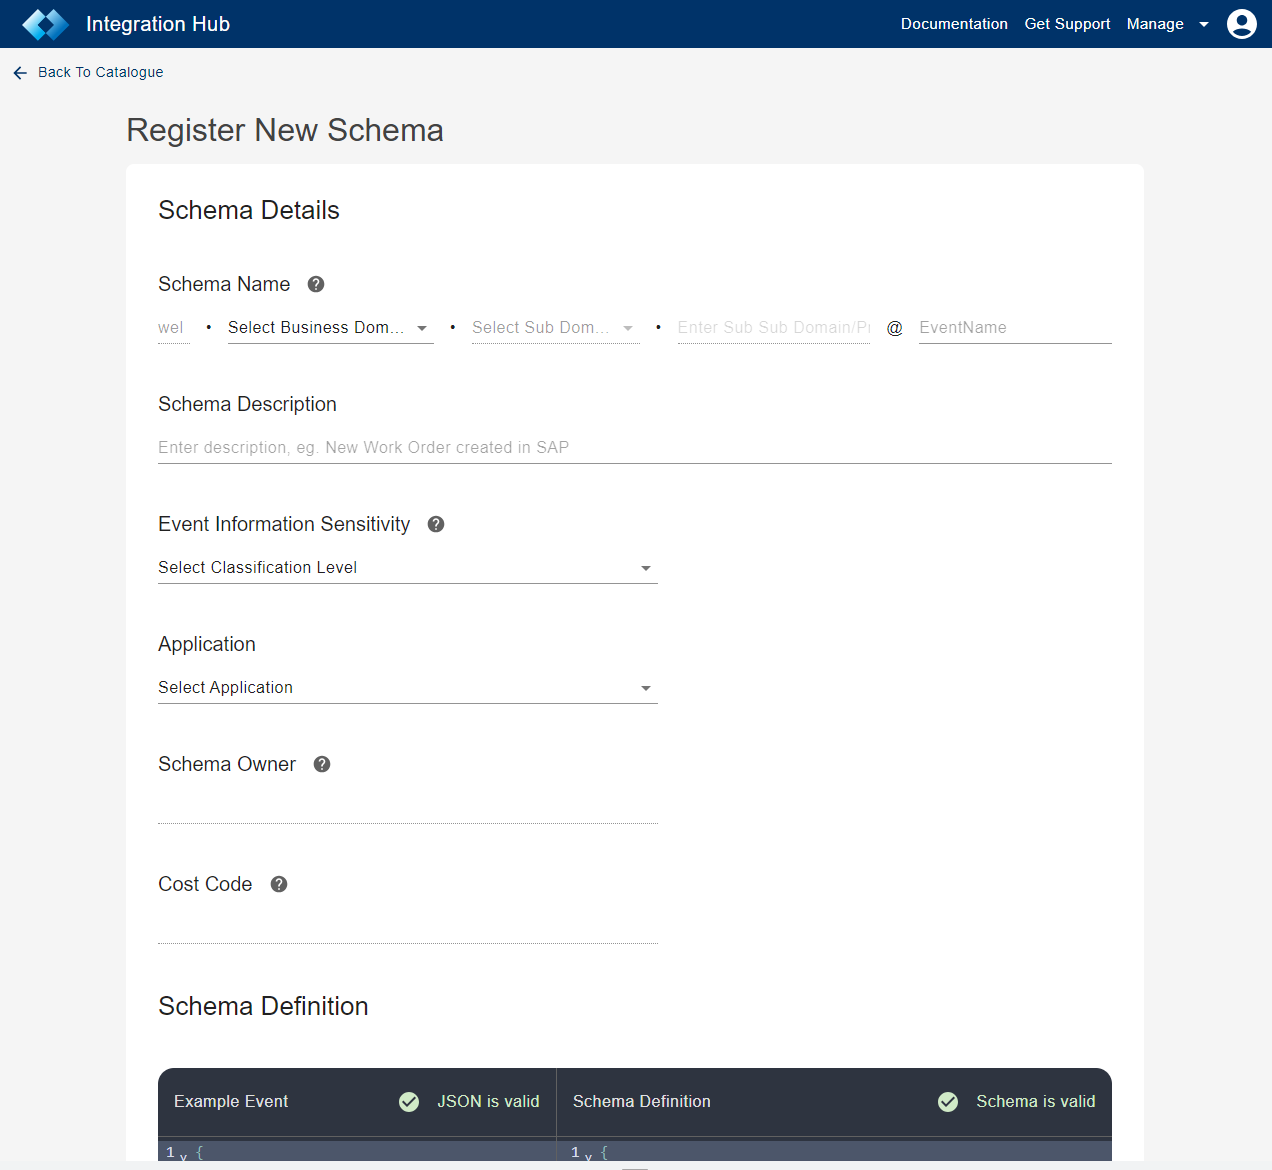 Integration Hub Documentation Get Support Manage
Back To Catalogue
Register New Schema
Schema Details
Schema Name
wel • Select Business Dom... • Select Sub Dom... • Enter Sub Sub Domain/ @ EventName
Schema Description
Enter description, eg. New Work Order created in SAP
Event Information Sensitivity
Select Classification Level
Application
Select Application
Schema Owner
Cost Code
Schema Definition
Example Event JSON is valid Schema Definition Schema is valid
1 { 1 {